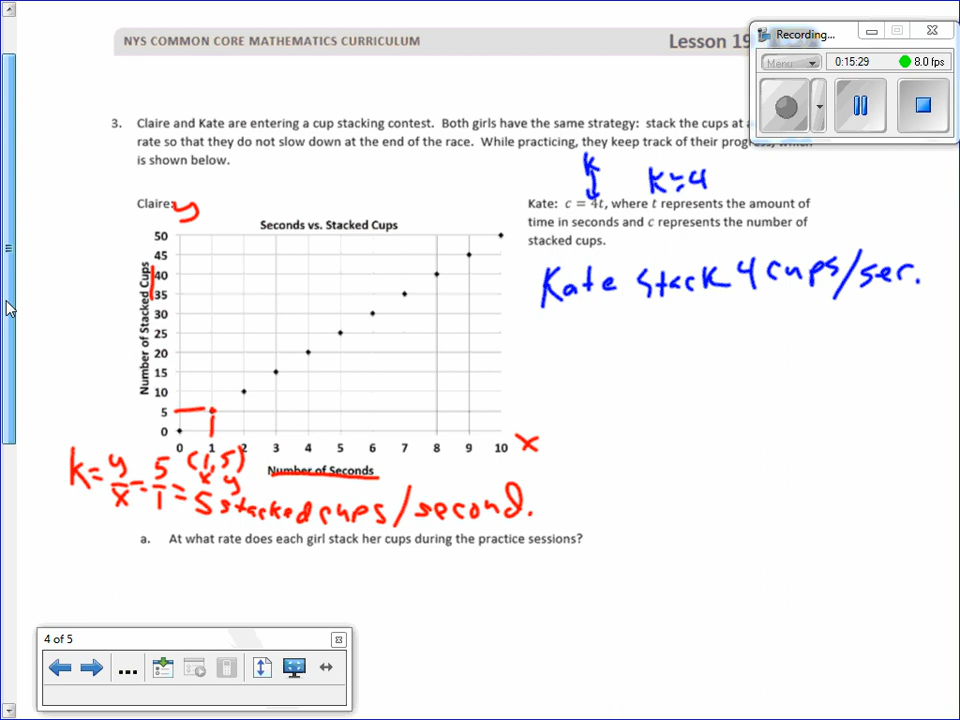 NYS COMMON CORE MATHEMATICS CURRICULUM
Lesson 19
Recording...
Menu
0:15:29
8.0 fps
3. Claire and Kate are entering a cup stacking contest. Both girls have the same strategy: stack the cups at a
rate so that they do not slow down at the end of the race. While practicing, they keep track of their progress, which
is shown below.
k
k=4
Claire:
y
Kate: c = 4t, where t represents the amount of
time in seconds and c represents the number of
stacked cups.
Kate stack 4 cups/sec.
Seconds vs. Stacked Cups
Number of Stacked Cups
50
45
40
35
30
25
20
15
10
5
0
0 1 2 3 4 5 6 7 8 9 10
x
Number of Seconds
(1, 5)
x y
k = y/x = 5/1 = 5 stacked cups / second.
a. At what rate does each girl stack her cups during the practice sessions?
4 of 5